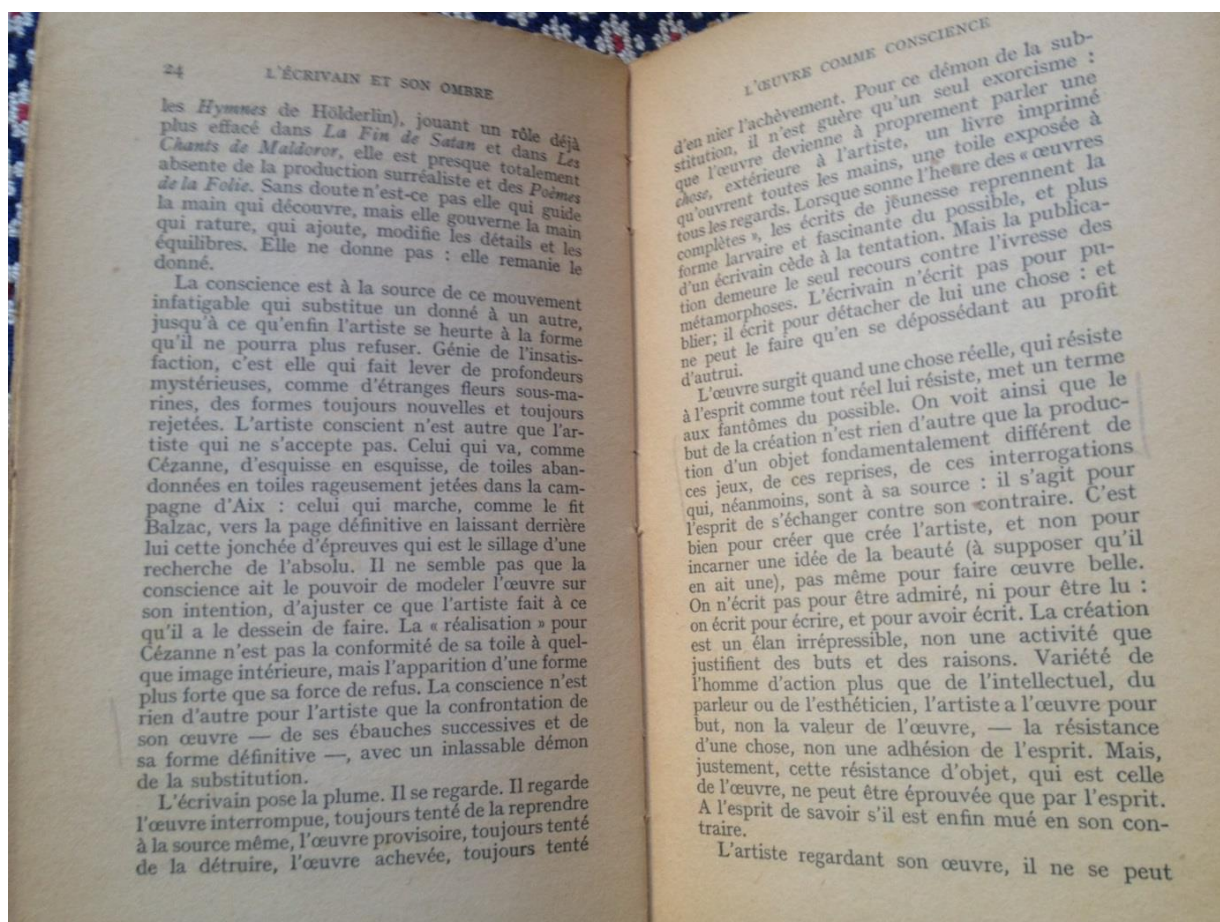 24 L'ÉCRIVAIN ET SON OMBRE
les Hymnes de Hölderlin), jouant un rôle déjà
plus effacé dans La Fin de Satan et dans Les
Chants de Maldoror, elle est presque totalement
absente de la production surréaliste et des Poèmes
de la Folie. Sans doute n'est-ce pas elle qui guide
la main qui découvre, mais elle gouverne la main
qui rature, qui ajoute, modifie les détails et les
équilibres. Elle ne donne pas : elle remanie le
donné.
La conscience est à la source de ce mouvement
infatigable qui substitue un donné à un autre,
jusqu'à ce qu'enfin l'artiste se heurte à la forme
qu'il ne pourra plus refuser. Génie de l'insatis-
faction, c'est elle qui fait lever de profondeurs
mystérieuses, comme d'étranges fleurs sous-ma-
rines, des formes toujours nouvelles et toujours
rejetées. L'artiste conscient n'est autre que l'ar-
tiste qui ne s'accepte pas. Celui qui va, comme
Cézanne, d'esquisse en esquisse, de toiles aban-
données en toiles rageusement jetées dans la cam-
pagne d'Aix : celui qui marche, comme le fit
Balzac, vers la page définitive en laissant derrière
lui cette jonchée d'épreuves qui est le sillage d'une
recherche de l'absolu. Il ne semble pas que la
conscience ait le pouvoir de modeler l'œuvre sur
son intention, d'ajuster ce que l'artiste fait à ce
qu'il a le dessein de faire. La « réalisation » pour
Cézanne n'est pas la conformité de sa toile à quel-
que image intérieure, mais l'apparition d'une forme
plus forte que sa force de refus. La conscience n'est
rien d'autre pour l'artiste que la confrontation de
son œuvre — de ses ébauches successives et de
sa forme définitive —, avec un inlassable démon
de la substitution.
L'écrivain pose la plume. Il se regarde. Il regarde
l'œuvre interrompue, toujours tenté de la reprendre
à la source même, l'œuvre provisoire, toujours tenté
de la détruire, l'œuvre achevée, toujours tenté
L'ŒUVRE COMME CONSCIENCE
d'en nier l'achèvement. Pour ce démon de la sub-
stitution, il n'est guère qu'un seul exorcisme :
que l'œuvre devienne à proprement parler une
chose, extérieure à l'artiste, un livre imprimé
qu'ouvrent toutes les mains, une toile exposée à
tous les regards. Lorsque sonne l'heure des « œuvres
complètes », les écrits de jeunesse reprennent la
forme larvaire et fascinante du possible, et plus
d'un écrivain cède à la tentation. Mais la publica-
tion demeure le seul recours contre l'ivresse des
métamorphoses. L'écrivain n'écrit pas pour pu-
blier; il écrit pour détacher de lui une chose : et
ne peut le faire qu'en se dépossédant au profit
d'autrui.
L'œuvre surgit quand une chose réelle, qui résiste
à l'esprit comme tout réel lui résiste, met un terme
aux fantômes du possible. On voit ainsi que le
but de la création n'est rien d'autre que la produc-
tion d'un objet fondamentalement différent de
ces jeux, de ces reprises, de ces interrogations
qui, néanmoins, sont à sa source : il s'agit pour
l'esprit de s'échanger contre son contraire. C'est
bien pour créer que crée l'artiste, et non pour
incarner une idée de la beauté (à supposer qu'il
en ait une), pas même pour faire œuvre belle.
On n'écrit pas pour être admiré, ni pour être lu :
on écrit pour écrire, et pour avoir écrit. La création
est un élan irrépressible, non une activité que
justifient des buts et des raisons. Variété de
l'homme d'action plus que de l'intellectuel, du
parleur ou de l'esthéticien, l'artiste a l'œuvre pour
but, non la valeur de l'œuvre, — la résistance
d'une chose, non une adhésion de l'esprit. Mais,
justement, cette résistance d'objet, qui est celle
de l'œuvre, ne peut être éprouvée que par l'esprit.
A l'esprit de savoir s'il est enfin mué en son con-
traire.
L'artiste regardant son œuvre, il ne se peut